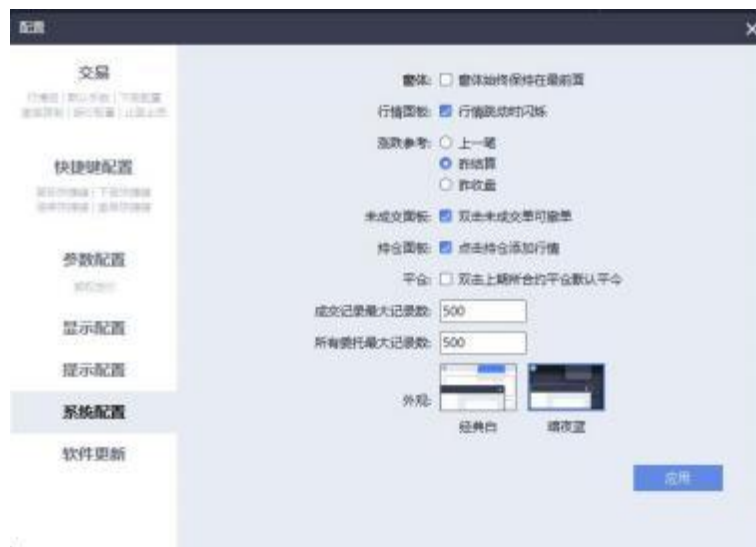 配置
交易
快捷键配置
参数配置
显示配置
提示配置
系统配置
软件更新
窗体: 窗体始终保持在最前面
行情面板: 行情跳动时闪烁
涨跌参考: 上一笔
昨结算
昨收盘
未成交面板: 双击未成交单可撤单
持仓面板: 点击持仓添加行情
平仓: 双击上期所合约平仓默认平今
成交记录最大记录数: 500
所有委托最大记录数: 500
外观:
经典白 暗夜蓝
应用